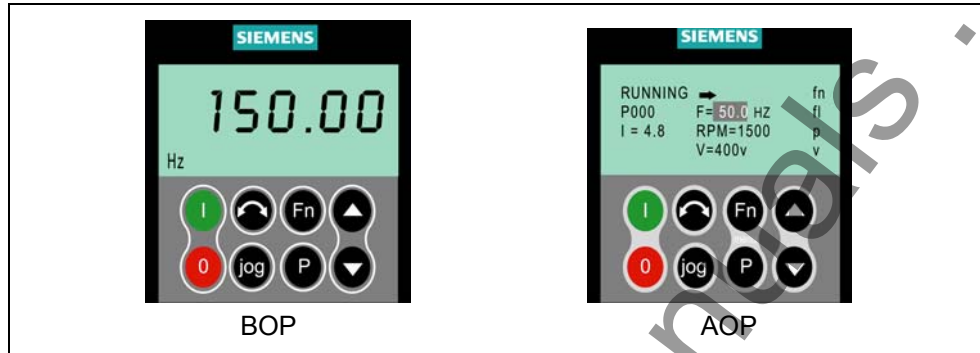 SIEMENS
150.00
Hz
I
Fn
0
jog
P
BOP
SIEMENS
RUNNING fn
P000 F= 50.0 HZ fl
I = 4.8 RPM=1500 p
V=400v v
I
Fn
0
jog
P
AOP
nuals .